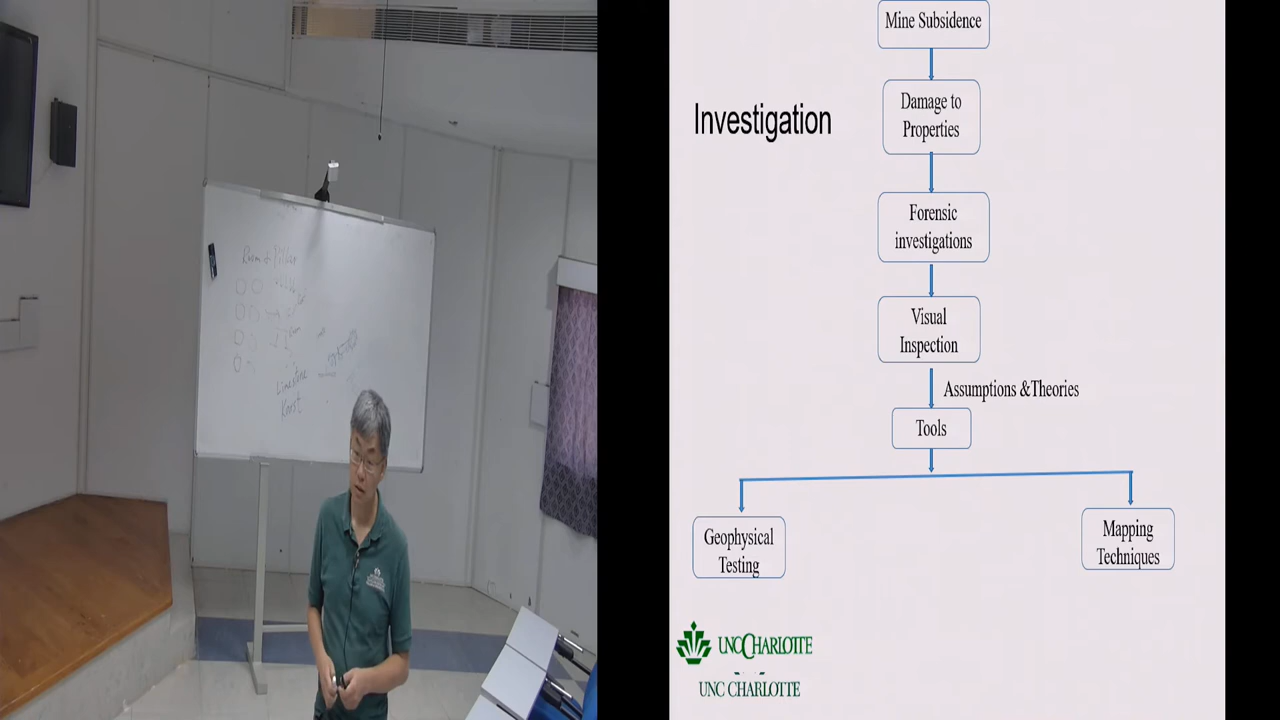 Room & Pillar
Limestone
Karst
Investigation
Mine Subsidence
Damage to
Properties
Forensic
investigations
Visual
Inspection
Assumptions &Theories
Tools
Geophysical
Testing
Mapping
Techniques
UNC CHARLOTTE
UNC CHARLOTTE